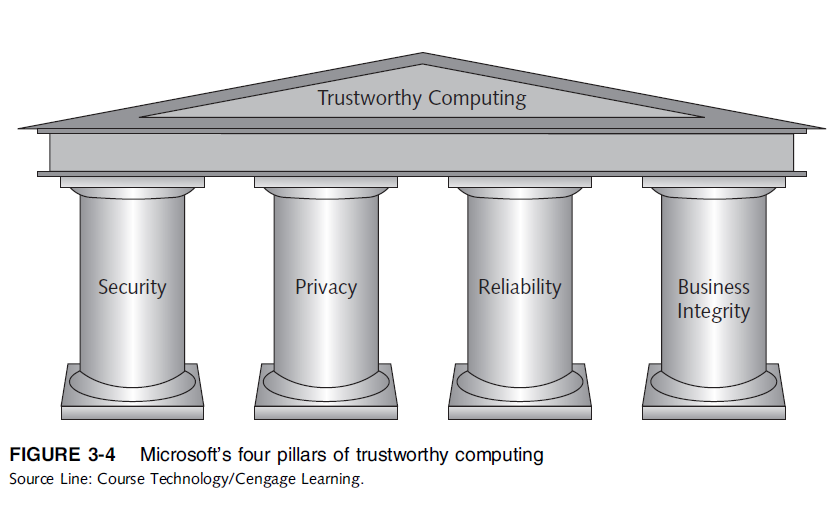 Trustworthy Computing
Security
Privacy
Reliability
Business
Integrity
FIGURE 3-4 Microsoft's four pillars of trustworthy computing
Source Line: Course Technology/Cengage Learning.